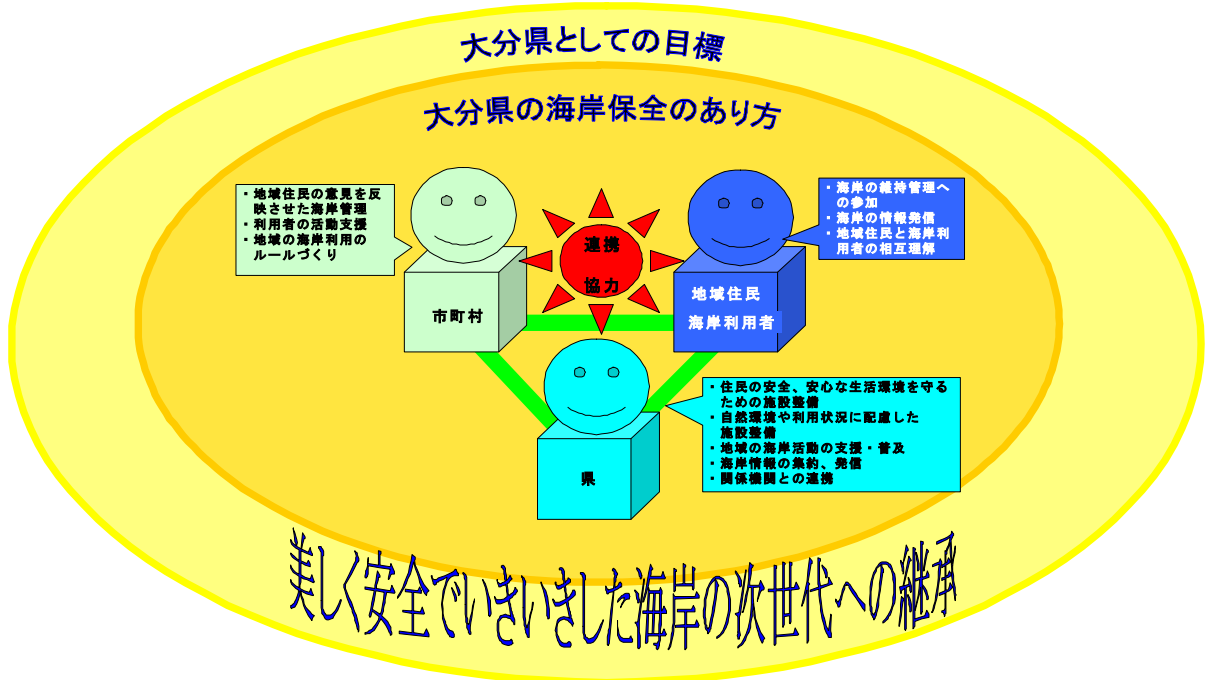 大分県としての目標
大分県の海岸保全のあり方
・地域住民の意見を反
映させた海岸管理
・利用者の活動支援
・地域の海岸利用の
ルールづくり
連携
協力
・海岸の維持管理へ
の参加
・海岸の情報発信
・地域住民と海岸利
用者の相互理解
市町村
地域住民
海岸利用者
県
・住民の安全、安心な生活環境を守る
ための施設整備
・自然環境や利用状況に配慮した
施設整備
・地域の海岸活動の支援・普及
・海岸情報の集約、発信
・関係機関との連携
美しく安全でいきいきした海岸の次世代への継承